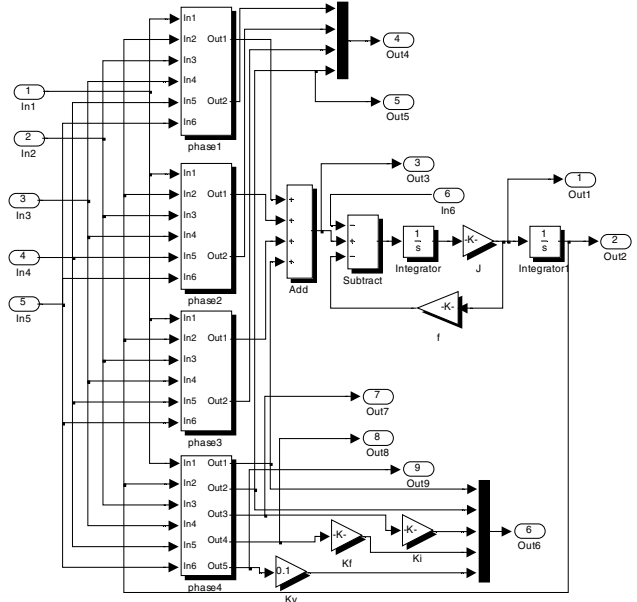 In1
In2
In3
In4
In5
In6
Out1
Out2
phase1
1
In1
2
In2
3
In3
4
In4
5
In5
4
Out4
5
Out5
In1
In2
In3
In4
In5
In6
Out1
Out2
phase2
+
+
+
+
Add
3
Out3
6
In6
−
+
−
Subtract
1
s
Integrator
-K-
J
1
s
Integrator1
1
Out1
2
Out2
-K-
f
In1
In2
In3
In4
In5
In6
Out1
Out2
phase3
7
Out7
8
Out8
9
Out9
In1
In2
In3
In4
In5
In6
Out1
Out2
Out3
Out4
Out5
phase4
-K-
Kf
-K-
Ki
0.1
Kv
6
Out6